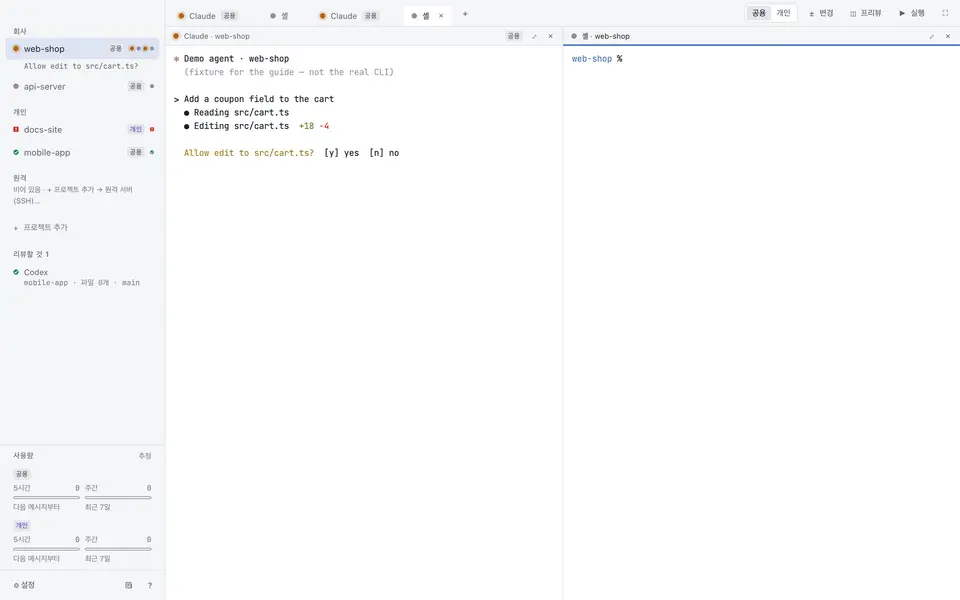 회사
web-shop 공용
Allow edit to src/cart.ts?
api-server 공용
개인
docs-site 개인
mobile-app 공용
원격
비어 있음 · + 프로젝트 추가 → 원격 서버
(SSH)…
+ 프로젝트 추가
리뷰할 것 1
Codex
mobile-app · 파일 0개 · main
사용량 추정
공용
5시간 0 주간 0
다음 메시지부터 최근 7일
개인
5시간 0 주간 0
다음 메시지부터 최근 7일
설정 ?
Claude 공용 셸 Claude 공용 셸 × +
공용 개인 ± 변경 프리뷰 ▶ 실행
Claude · web-shop 공용 ×
✻ Demo agent · web-shop
(fixture for the guide — not the real CLI)
> Add a coupon field to the cart
● Reading src/cart.ts
● Editing src/cart.ts +18 -4
Allow edit to src/cart.ts? [y] yes [n] no
셸 · web-shop ×
web-shop %